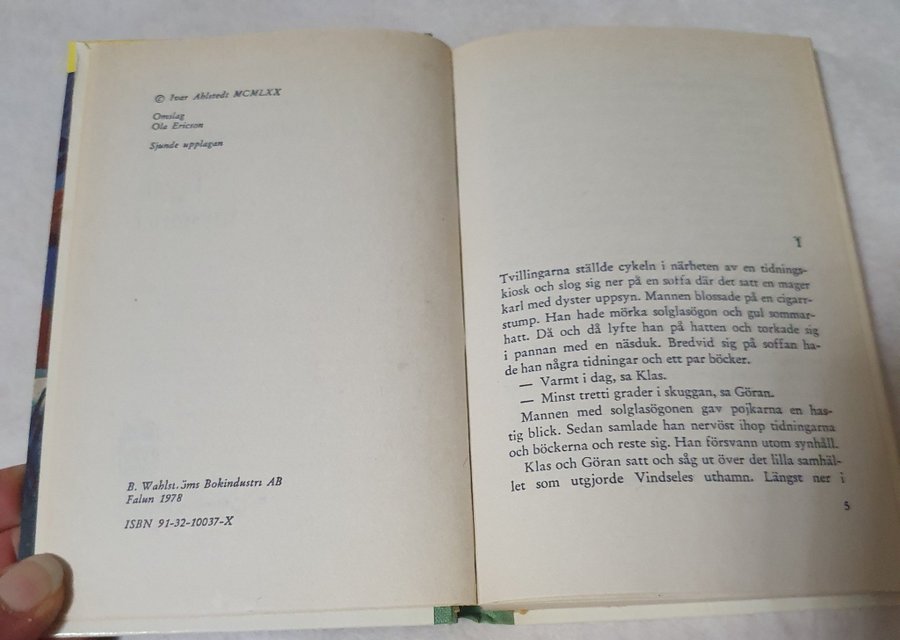 © Ivar Ahlstedt MCMLXX
Omslag
Ola Ericson
Sjunde upplagan
B. Wahlströms Bokindustri AB
Falun 1978
ISBN 91-32-10037-X
1
Tvillingarna ställde cykeln i närheten av en tidnings-
kiosk och slog sig ner på en soffa där det satt en mager
karl med dyster uppsyn. Mannen blossade på en cigarr-
stump. Han hade mörka solglasögon och gul sommar-
hatt. Då och då lyfte han på hatten och torkade sig
i pannan med en näsduk. Bredvid sig på soffan ha-
de han några tidningar och ett par böcker.
— Varmt i dag, sa Klas.
— Minst tretti grader i skuggan, sa Göran.
Mannen med solglasögonen gav pojkarna en has-
tig blick. Sedan samlade han nervöst ihop tidningarna
och böckerna och reste sig. Han försvann utom synhåll.
Klas och Göran satt och såg ut över det lilla samhäl-
let som utgjorde Vindseles uthamn. Längst ner i
5